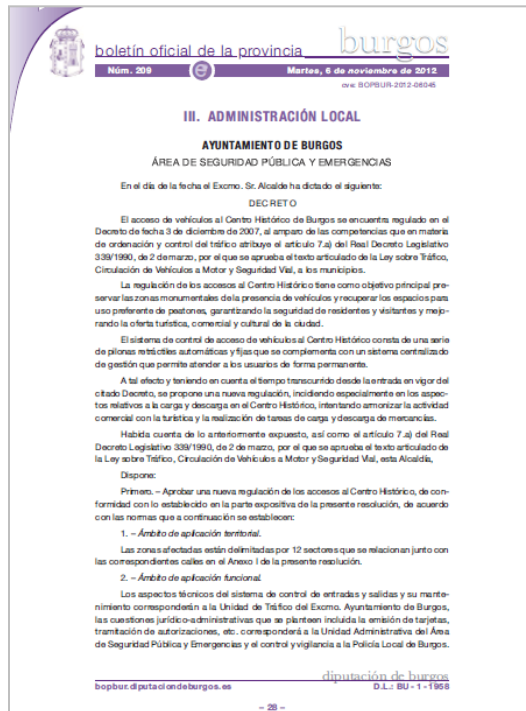 boletín oficial de la provincia
burgos
Núm. 209
e
Martes, 6 de noviembre de 2012
cve: BOPBUR-2012-06045
III. ADMINISTRACIÓN LOCAL
AYUNTAMIENTO DE BURGOS
ÁREA DE SEGURIDAD PÚBLICA Y EMERGENCIAS
En el día de la fecha el Excmo. Sr. Alcalde ha dictado el siguiente:
DECRETO
El acceso de vehículos al Centro Histórico de Burgos se encuentra regulado en el
Decreto de fecha 3 de diciembre de 2007, al amparo de las competencias que en materia
de ordenación y control del tráfico atribuye el artículo 7.a) del Real Decreto Legislativo
339/1990, de 2 de marzo, por el que se aprueba el texto articulado de la Ley sobre Tráfico,
Circulación de Vehículos a Motor y Seguridad Vial, a los municipios.
La regulación de los accesos al Centro Histórico tiene como objetivo principal pre-
servar las zonas monumentales de la presencia de vehículos y recuperar los espacios para
uso preferente de peatones, garantizando la seguridad de residentes y visitantes y mejo-
rando la oferta turística, comercial y cultural de la ciudad.
El sistema de control de acceso de vehículos al Centro Histórico consta de una serie
de pilonas retráctiles automáticas y fijas que se complementa con un sistema centralizado
de gestión que permite atender a los usuarios de forma permanente.
A tal efecto y teniendo en cuenta el tiempo transcurrido desde la entrada en vigor del
citado Decreto, se propone una nueva regulación, incidiendo especialmente en los aspec-
tos relativos a la carga y descarga en el Centro Histórico, intentando armonizar la actividad
comercial con la turística y la realización de tareas de carga y descarga de mercancías.
Habida cuenta de lo anteriormente expuesto, así como el artículo 7.a) del Real
Decreto Legislativo 339/1990, de 2 de marzo, por el que se aprueba el texto articulado de
la Ley sobre Tráfico, Circulación de Vehículos a Motor y Seguridad Vial, esta Alcaldía,
Dispone:
Primero. – Aprobar una nueva regulación de los accesos al Centro Histórico, de con-
formidad con lo establecido en la parte expositiva de la presente resolución, de acuerdo
con las normas que a continuación se establecen:
1. – Ámbito de aplicación territorial.
Las zonas afectadas están delimitadas por 12 sectores que se relacionan junto con
las correspondientes calles en el Anexo I de la presente resolución.
2. – Ámbito de aplicación funcional.
Los aspectos técnicos del sistema de control de entradas y salidas y su mante-
nimiento corresponderán a la Unidad de Tráfico del Excmo. Ayuntamiento de Burgos,
las cuestiones jurídico-administrativas que se planteen incluida la emisión de tarjetas,
tramitación de autorizaciones, etc. corresponderá a la Unidad Administrativa del Área
de Seguridad Pública y Emergencias y el control y vigilancia a la Policía Local de Burgos.
diputación de burgos
bopbur.diputaciondeburgos.es
D.L.: BU - 1 - 1958
– 28 –